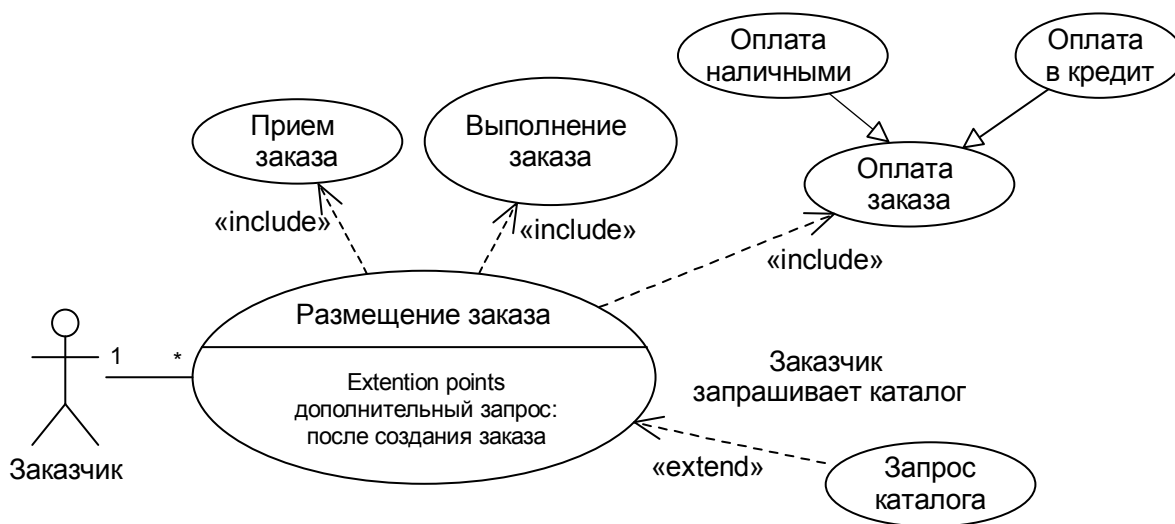 Оплата
наличными
Оплата
в кредит
Прием
заказа
Выполнение
заказа
Оплата
заказа
«include»
«include»
«include»
Размещение заказа
1
*
Extention points
дополнительный запрос:
после создания заказа
Заказчик
запрашивает каталог
Заказчик
«extend»
Запрос
каталога